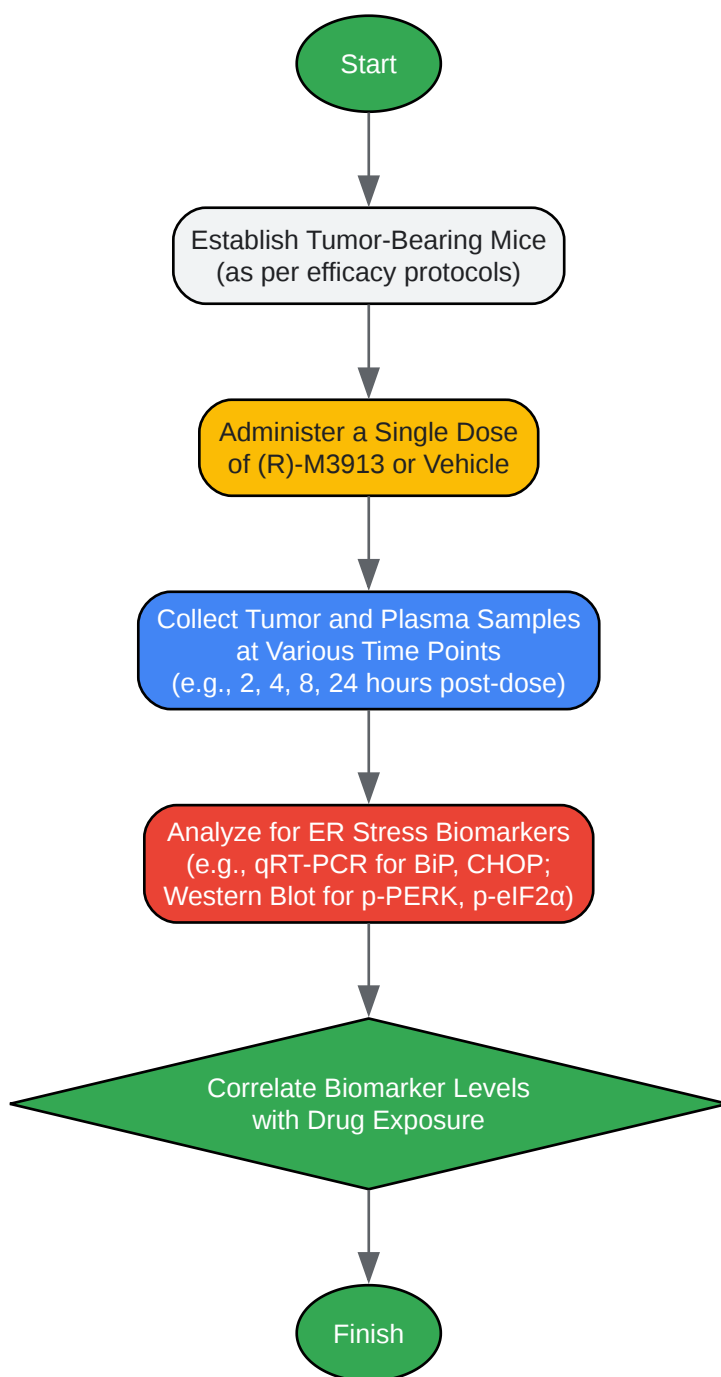 Start
Establish Tumor-Bearing Mice
(as per efficacy protocols)
Administer a Single Dose
of (R)-M3913 or Vehicle
Collect Tumor and Plasma Samples
at Various Time Points
(e.g., 2, 4, 8, 24 hours post-dose)
Analyze for ER Stress Biomarkers
(e.g., qRT-PCR for BiP, CHOP;
Western Blot for p-PERK, p-eIF2α)
Correlate Biomarker Levels
with Drug Exposure
Finish